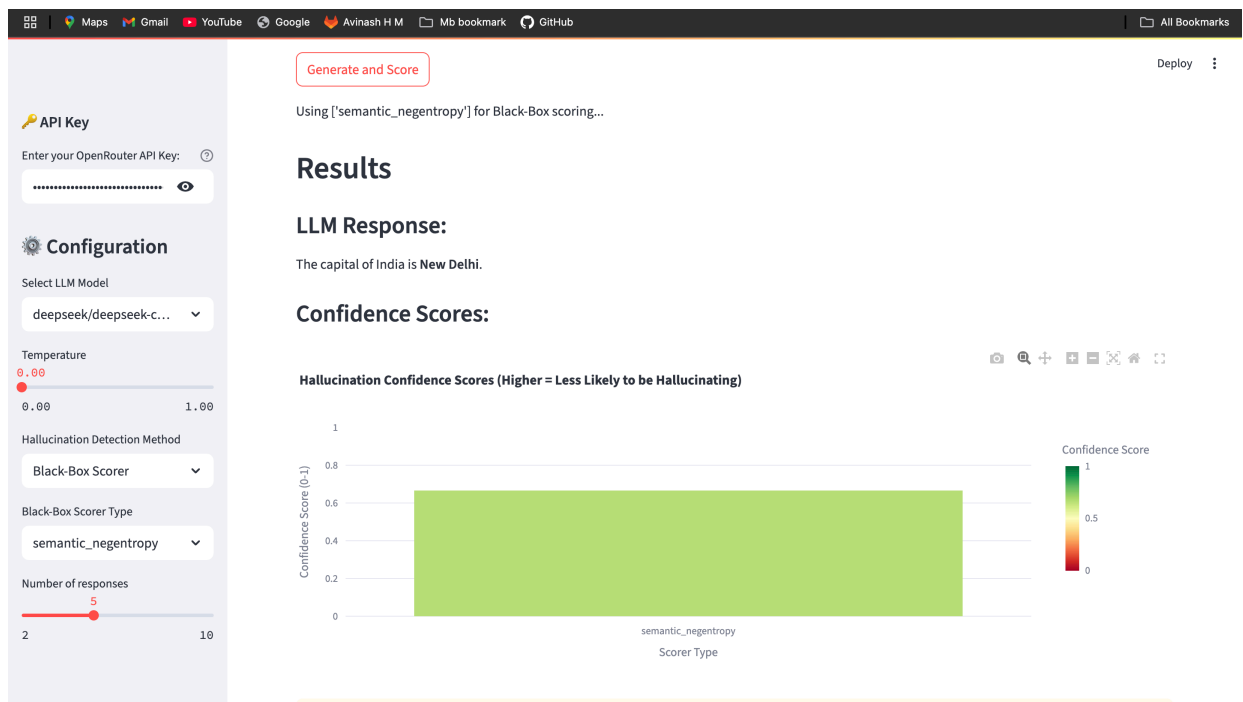 Maps Gmail YouTube Google Avinash H M Mb bookmark GitHub All Bookmarks
Deploy
Generate and Score
Using ['semantic_negentropy'] for Black-Box scoring...
🔑 API Key
Enter your OpenRouter API Key: ?
••••••••••••••••••••••••••••••••
⚙️ Configuration
Select LLM Model
deepseek/deepseek-c...
Temperature
0.00
0.00 1.00
Hallucination Detection Method
Black-Box Scorer
Black-Box Scorer Type
semantic_negentropy
Number of responses
5
2 10
Results
LLM Response:
The capital of India is New Delhi.
Confidence Scores:
Hallucination Confidence Scores (Higher = Less Likely to be Hallucinating)
Confidence Score (0-1)
1
0.8
0.6
0.4
0.2
0
semantic_negentropy
Scorer Type
Confidence Score
1
0.5
0